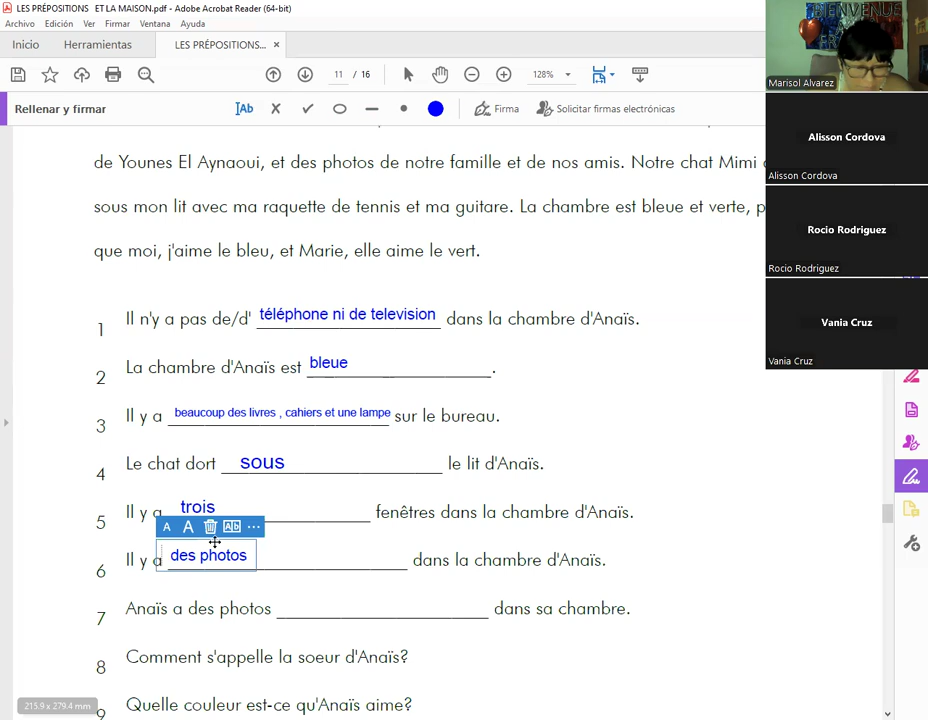 LES PRÉPOSITIONS ET LA MAISON.pdf - Adobe Acrobat Reader (64-bit)
Archivo Edición Ver Firmar Ventana Ayuda
Inicio Herramientas LES PRÉPOSITIONS... ×
11 / 16 128%
Rellenar y firmar Ab Firma Solicitar firmas electrónicas
de Younes El Aynaoui, et des photos de notre famille et de nos amis. Notre chat Mimi
sous mon lit avec ma raquette de tennis et ma guitare. La chambre est bleue et verte,
que moi, j'aime le bleu, et Marie, elle aime le vert.
1 Il n'y a pas de/d' téléphone ni de television dans la chambre d'Anaïs.
2 La chambre d'Anaïs est bleue .
3 Il y a beaucoup des livres , cahiers et une lampe sur le bureau.
4 Le chat dort sous le lit d'Anaïs.
5 Il y a trois fenêtres dans la chambre d'Anaïs.
A A Ab ...
6 Il y a des photos dans la chambre d'Anaïs.
7 Anaïs a des photos dans sa chambre.
8 Comment s'appelle la soeur d'Anaïs?
9 Quelle couleur est-ce qu'Anaïs aime?
215.9 x 279.4 mm
BIENVENUE
Marisol Alvarez
Alisson Cordova
Alisson Cordova
Rocio Rodriguez
Rocio Rodriguez
Vania Cruz
Vania Cruz